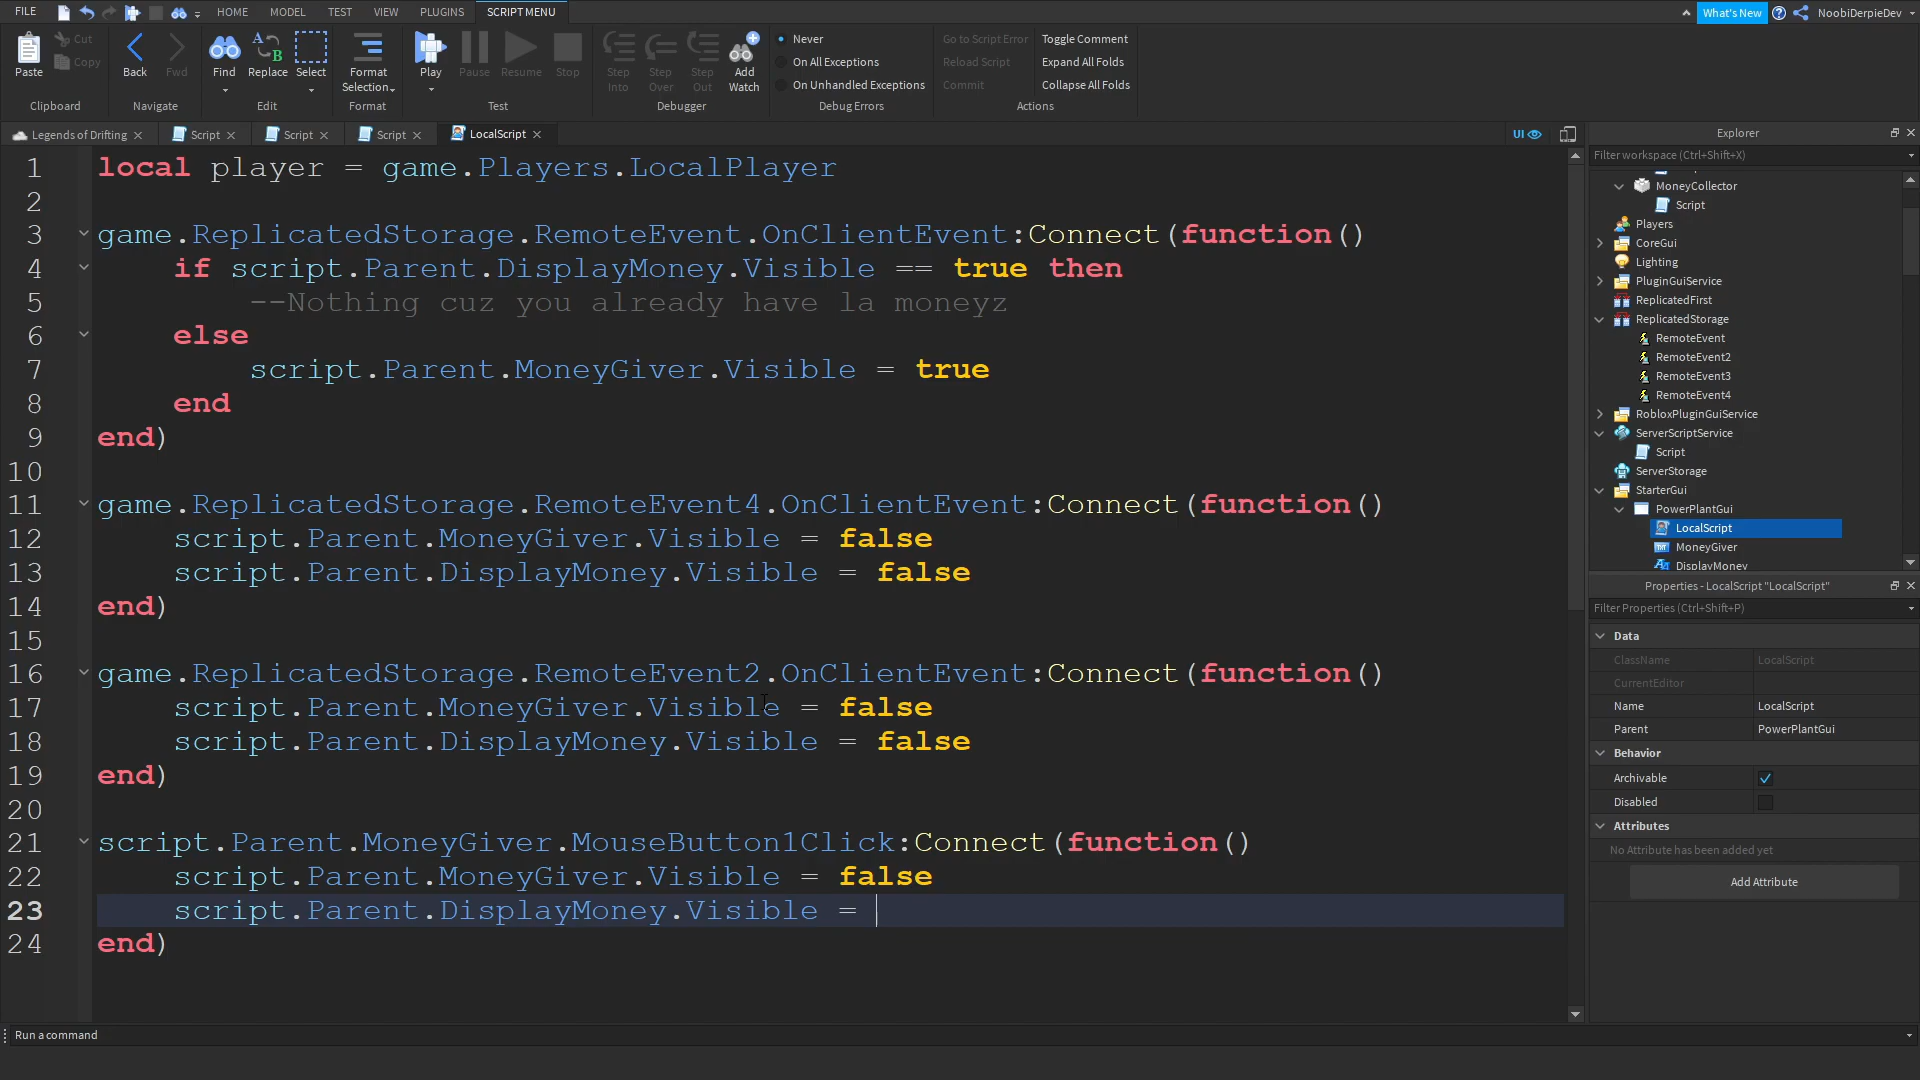 FILE HOME MODEL TEST VIEW PLUGINS SCRIPT MENU What's New NoobiDerpieDev
Paste Cut Copy Clipboard
Back Fwd Navigate
Find Replace Select Edit
Format Selection Format
Play Pause Resume Stop Test
Step Into Step Over Step Out Add Watch Debugger
Never
On All Exceptions
On Unhandled Exceptions
Debug Errors
Go to Script Error Toggle Comment
Reload Script Expand All Folds
Commit Collapse All Folds
Actions
Legends of Drifting Script Script Script LocalScript UI
1 local player = game.Players.LocalPlayer
2
3 game.ReplicatedStorage.RemoteEvent.OnClientEvent:Connect(function()
4 if script.Parent.DisplayMoney.Visible == true then
5 --Nothing cuz you already have la moneyz
6 else
7 script.Parent.MoneyGiver.Visible = true
8 end
9 end)
10
11 game.ReplicatedStorage.RemoteEvent4.OnClientEvent:Connect(function()
12 script.Parent.MoneyGiver.Visible = false
13 script.Parent.DisplayMoney.Visible = false
14 end)
15
16 game.ReplicatedStorage.RemoteEvent2.OnClientEvent:Connect(function()
17 script.Parent.MoneyGiver.Visible = false
18 script.Parent.DisplayMoney.Visible = false
19 end)
20
21 script.Parent.MoneyGiver.MouseButton1Click:Connect(function()
22 script.Parent.MoneyGiver.Visible = false
23 script.Parent.DisplayMoney.Visible =
24 end)
Explorer
Filter workspace (Ctrl+Shift+X)
MoneyCollector
Script
Players
CoreGui
Lighting
PluginGuiService
ReplicatedFirst
ReplicatedStorage
RemoteEvent
RemoteEvent2
RemoteEvent3
RemoteEvent4
RobloxPluginGuiService
ServerScriptService
Script
ServerStorage
StarterGui
PowerPlantGui
LocalScript
MoneyGiver
DisplayMoney
Properties - LocalScript "LocalScript"
Filter Properties (Ctrl+Shift+P)
Data
ClassName LocalScript
CurrentEditor
Name LocalScript
Parent PowerPlantGui
Behavior
Archivable
Disabled
Attributes
No Attribute has been added yet
Add Attribute
Run a command